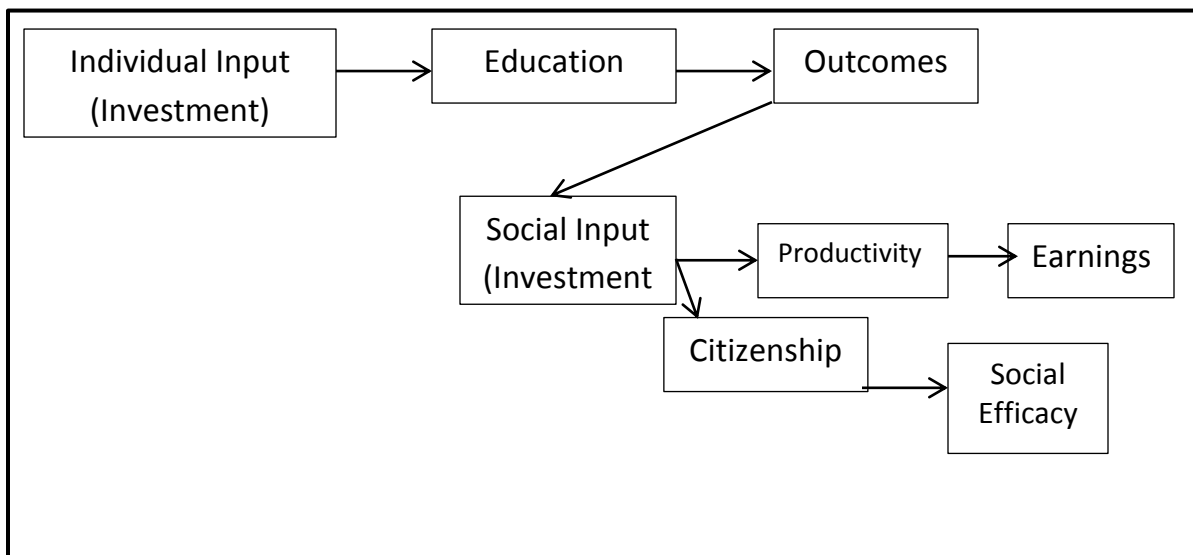 Individual Input
(Investment)
Education
Outcomes
Social Input
(Investment
Productivity
Earnings
Citizenship
Social
Efficacy